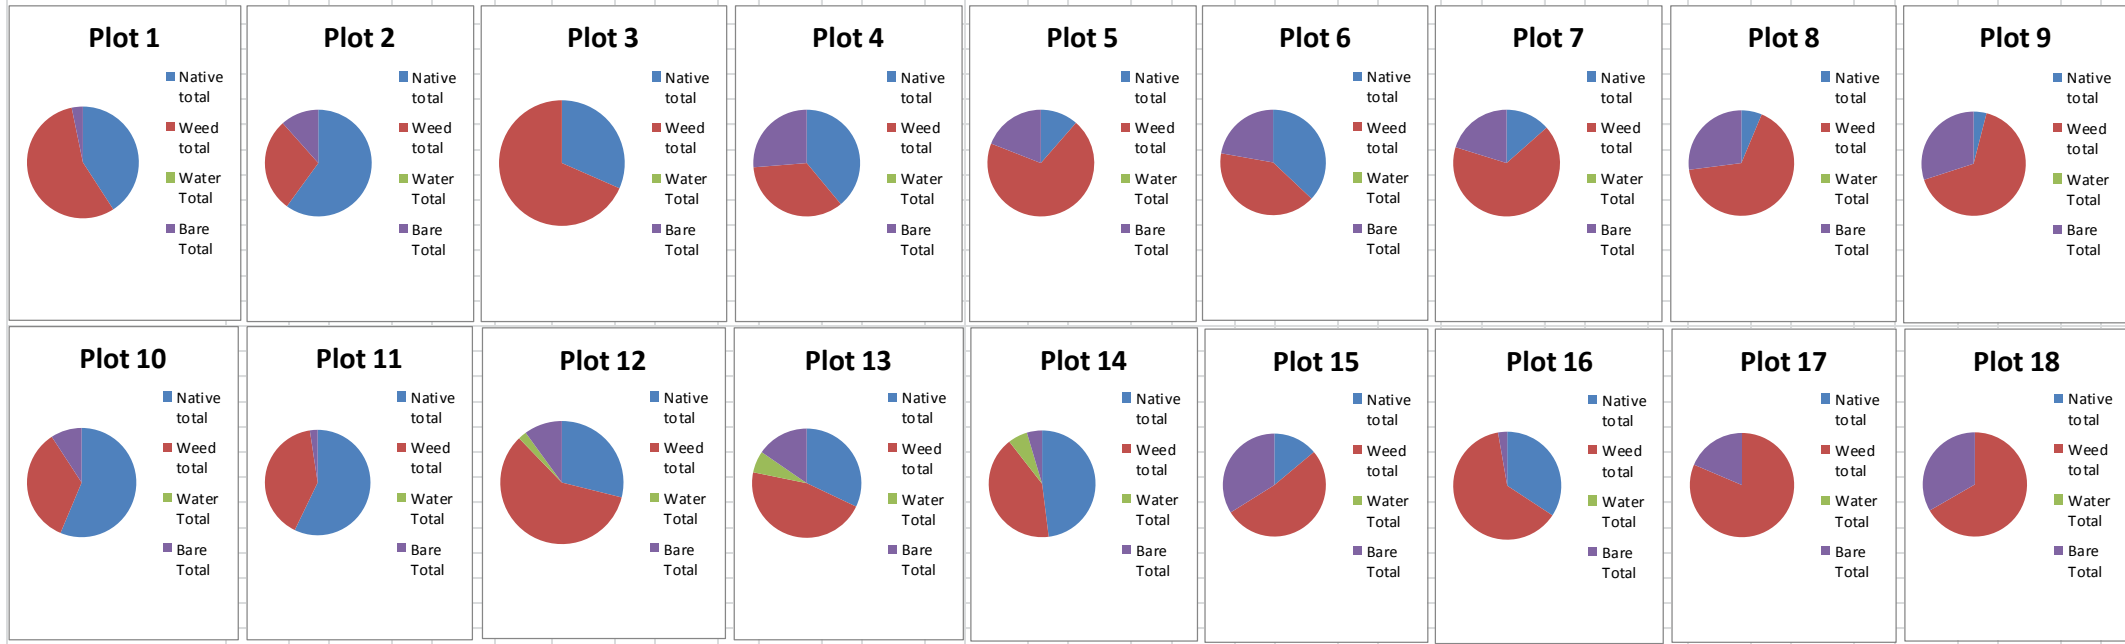 Plot 1
Native
total
Weed
total
Water
Total
Bare
Total
Plot 2
Native
total
Weed
total
Water
Total
Bare
Total
Plot 3
Native
total
Weed
total
Water
Total
Bare
Total
Plot 4
Native
total
Weed
total
Water
Total
Bare
Total
Plot 5
Native
total
Weed
total
Water
Total
Bare
Total
Plot 6
Native
total
Weed
total
Water
Total
Bare
Total
Plot 7
Native
total
Weed
total
Water
Total
Bare
Total
Plot 8
Native
total
Weed
total
Water
Total
Bare
Total
Plot 9
Native
total
Weed
total
Water
Total
Bare
Total
Plot 10
Native
total
Weed
total
Water
Total
Bare
Total
Plot 11
Native
total
Weed
total
Water
Total
Bare
Total
Plot 12
Native
total
Weed
total
Water
Total
Bare
Total
Plot 13
Native
total
Weed
total
Water
Total
Bare
Total
Plot 14
Native
total
Weed
total
Water
Total
Bare
Total
Plot 15
Native
total
Weed
total
Water
Total
Bare
Total
Plot 16
Native
total
Weed
total
Water
Total
Bare
Total
Plot 17
Native
total
Weed
total
Water
Total
Bare
Total
Plot 18
Native
total
Weed
total
Water
Total
Bare
Total